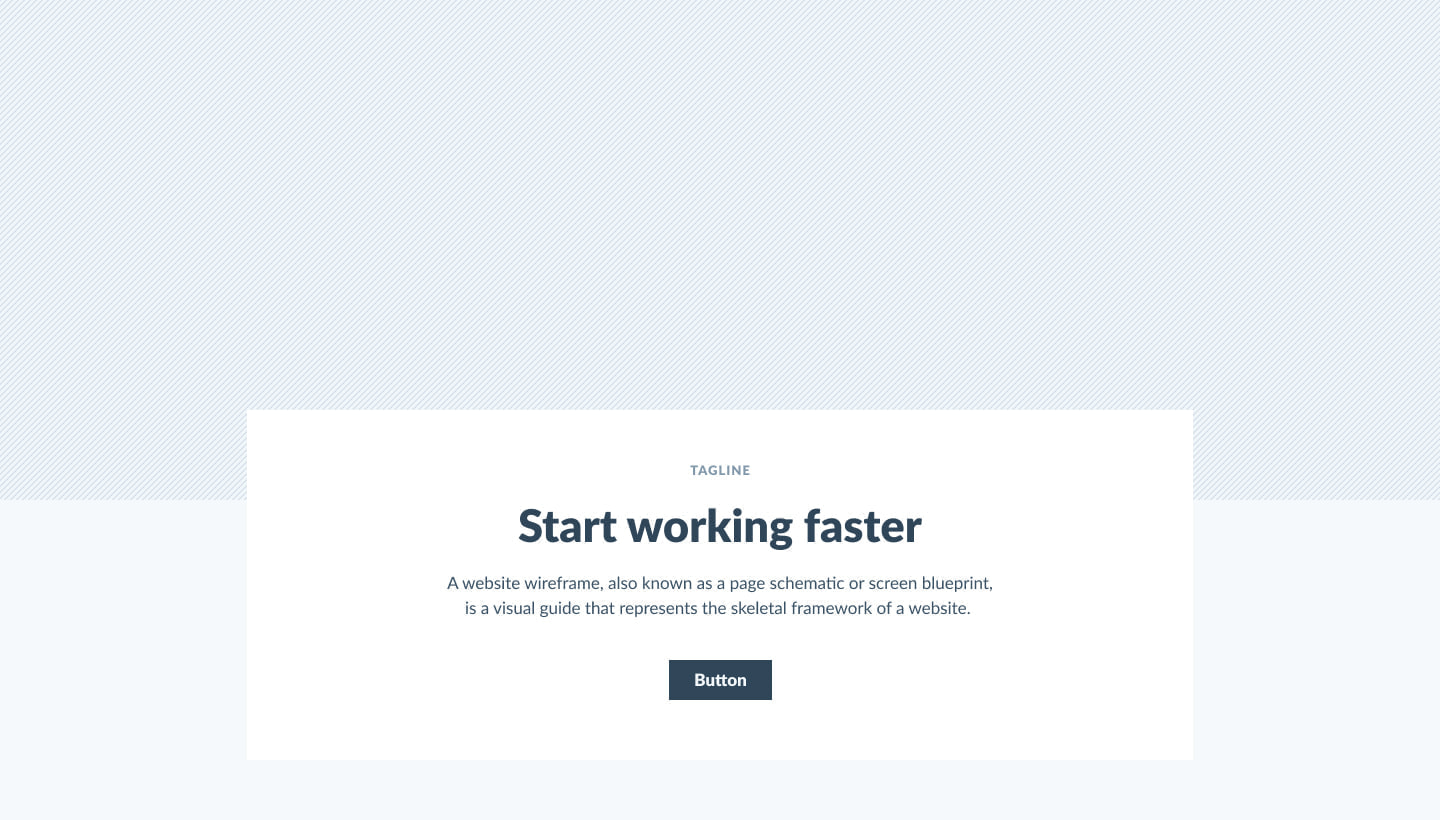 TAGLINE
Start working faster
A website wireframe, also known as a page schematic or screen blueprint,
is a visual guide that represents the skeletal framework of a website.
Button